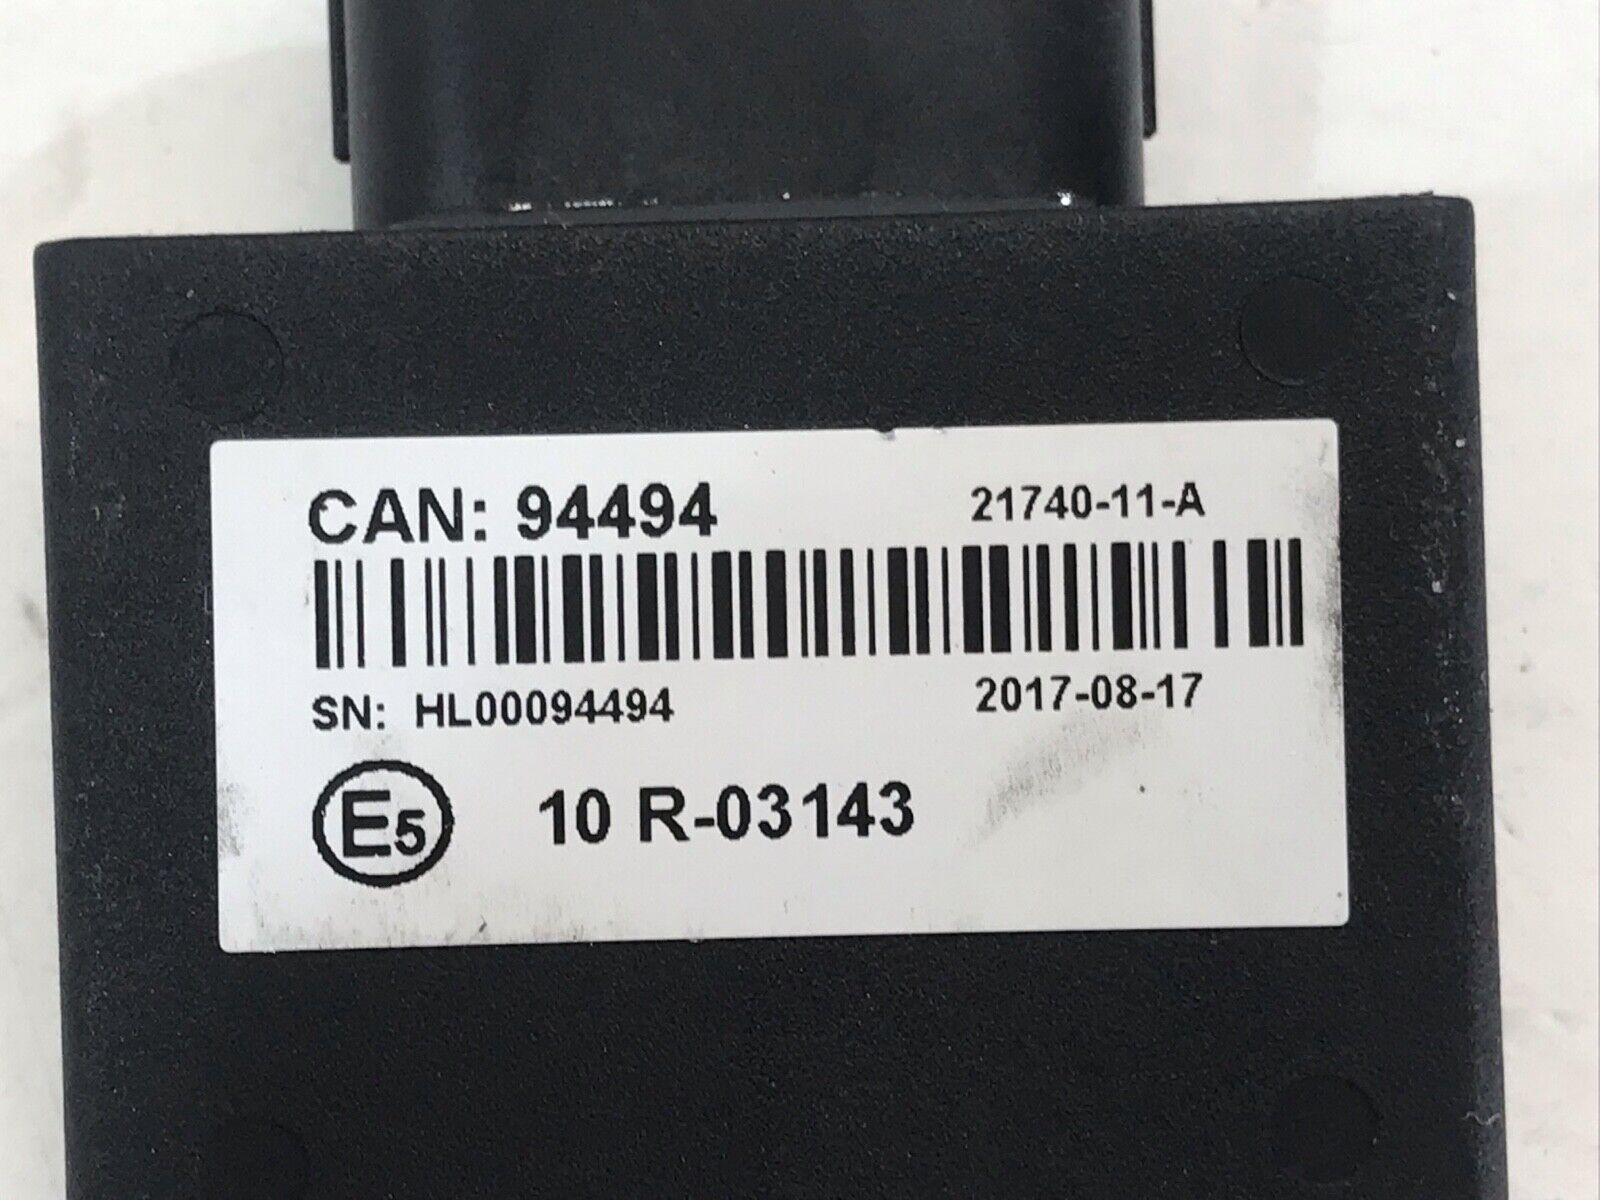 CAN: 94494 21740-11-A
SN: HL00094494 2017-08-17
E5 10 R-03143